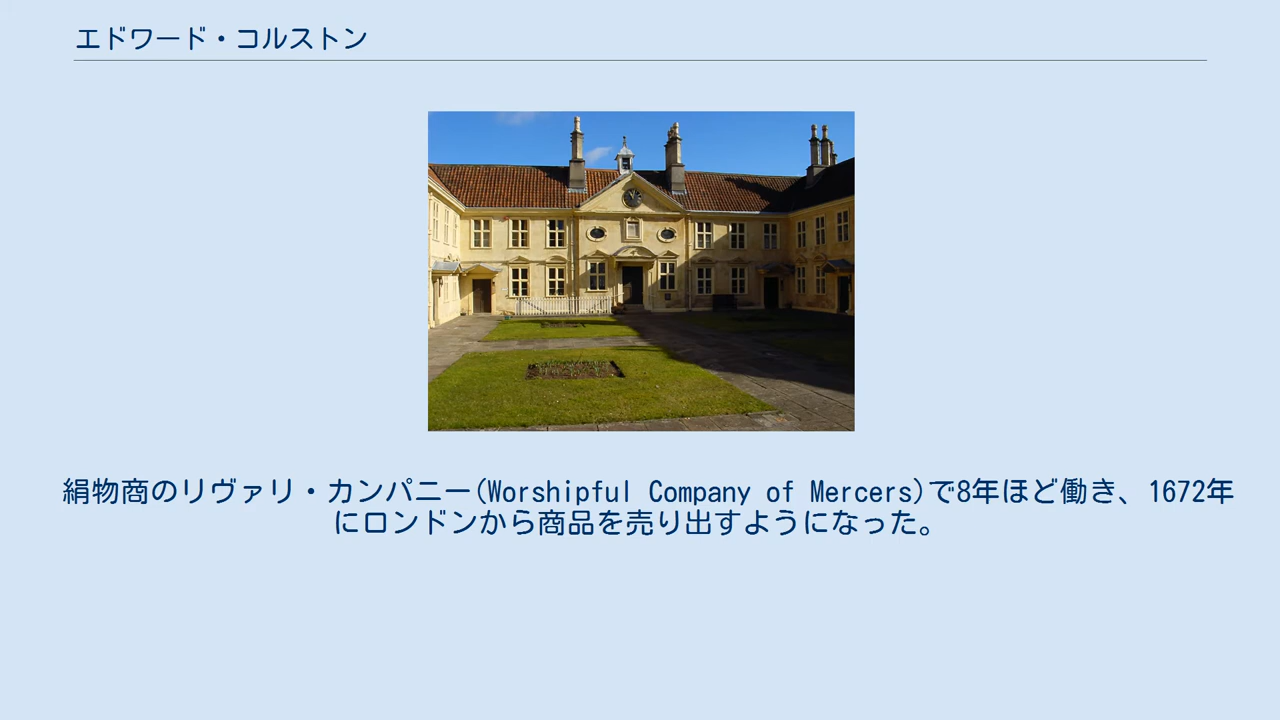 エドワード・コルストン
絹物商のリヴァリ・カンパニー(Worshipful Company of Mercers)で8年ほど働き、1672年
にロンドンから商品を売り出すようになった。